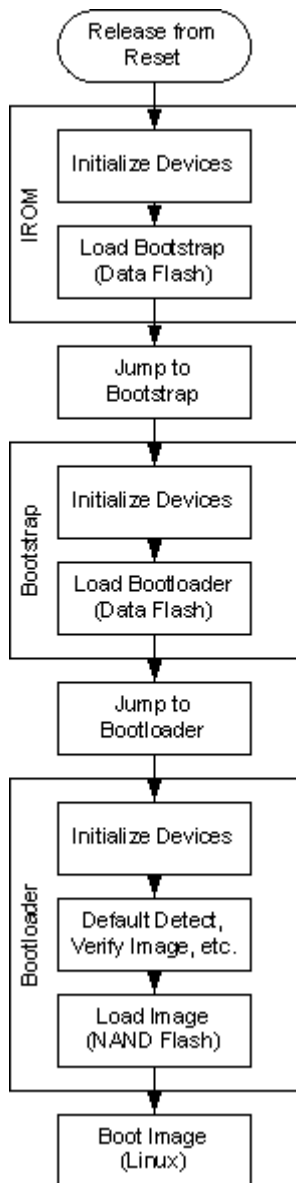 Release from
Reset
IROM
Initialize Devices
Load Bootstrap
(Data Flash)
Jump to
Bootstrap
Bootstrap
Initialize Devices
Load Bootloader
(Data Flash)
Jump to
Bootloader
Bootloader
Initialize Devices
Default Detect,
Verify Image, etc.
Load Image
(NAND Flash)
Boot Image
(Linux)